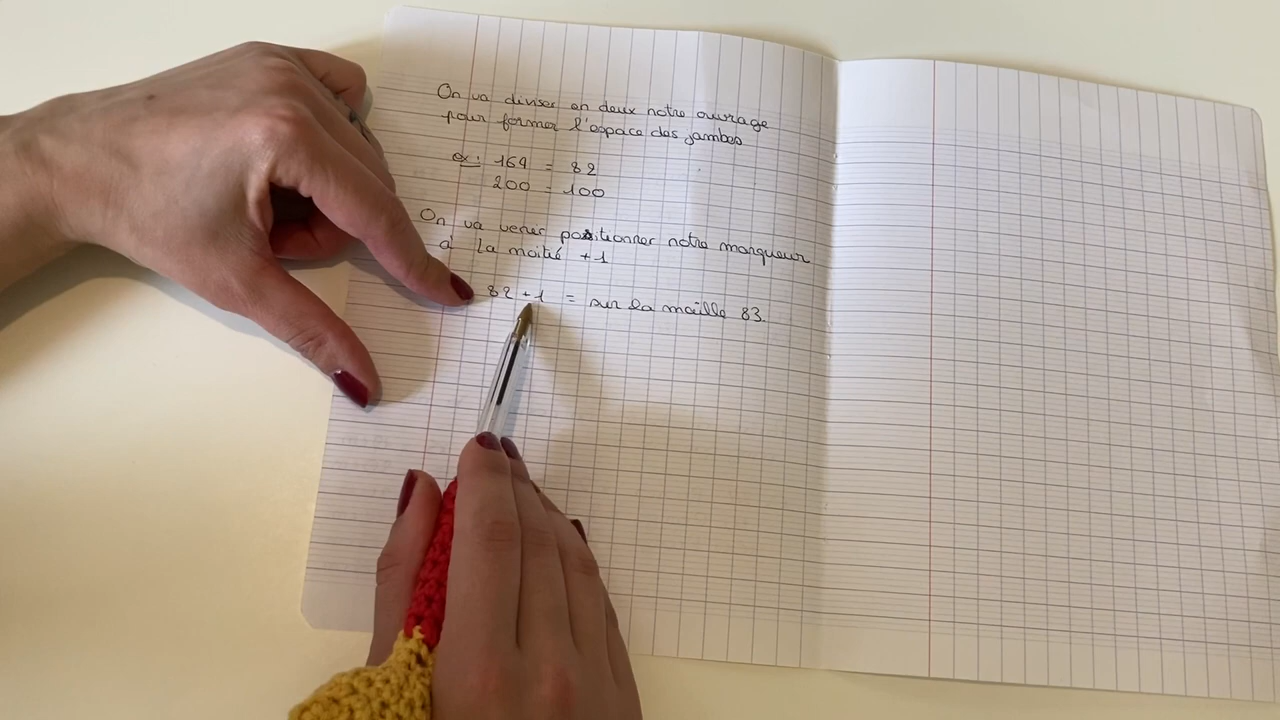 On va diviser en deux notre ouvrage
pour former l'espace des jambes
ex: 164 = 82
200 = 100
On va venir positionner notre marqueur
à la moitié +1
82 +1 = sur la maille 83.